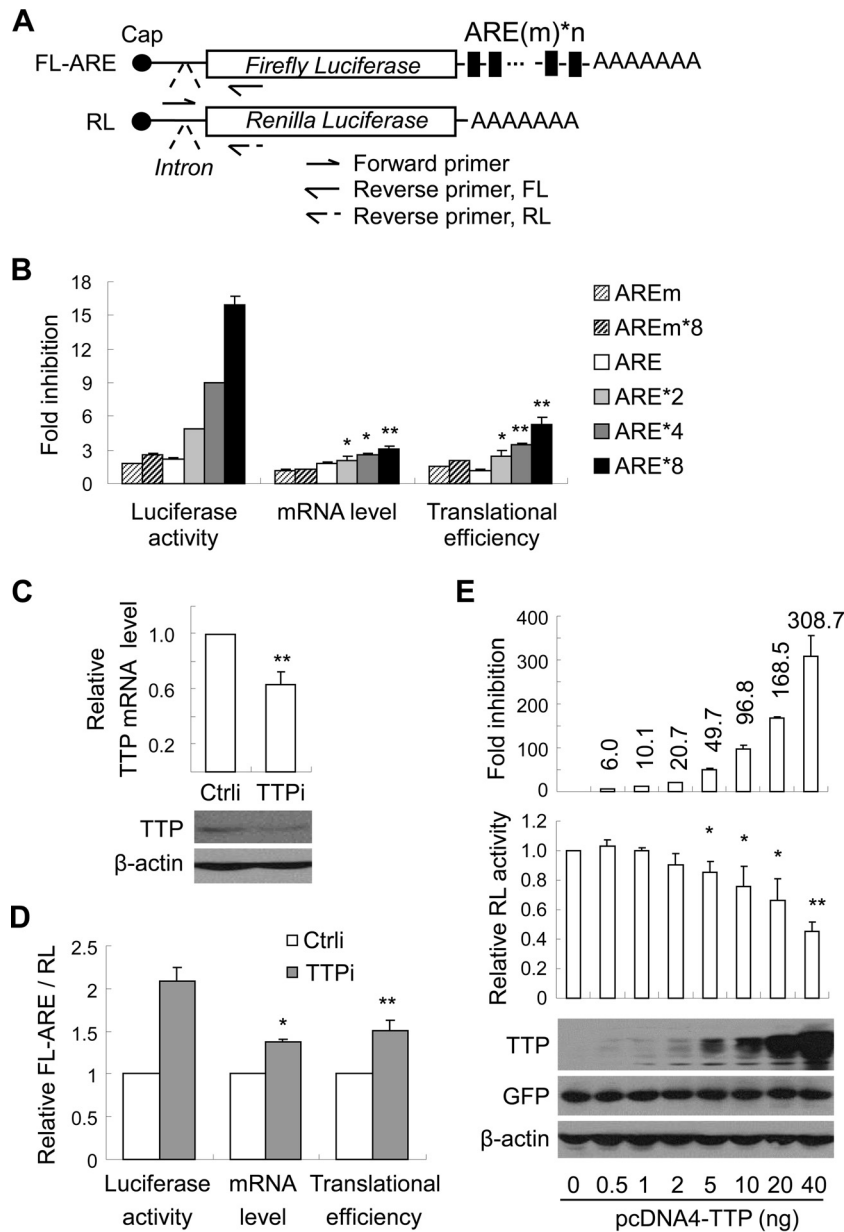 A
Cap
ARE(m)*n
FL-ARE
Firefly Luciferase
...
AAAAAAA
RL
Renilla Luciferase
AAAAAAA
Intron
Forward primer
Reverse primer, FL
Reverse primer, RL
B
Fold inhibition
18
15
9
6
3
0
* * **
* ** **
Luciferase activity
mRNA level
Translational efficiency
AREm
AREm*8
ARE
ARE*2
ARE*4
ARE*8
C
Relative
TTP mRNA level
1.0
0.6
0.2
**
Ctrli TTPi
TTP
β-actin
D
Relative FL-ARE / RL
2.5
2
1.5
1
0.5
0
Ctrli
TTPi
*
**
Luciferase activity
mRNA level
Translational efficiency
E
Fold inhibition
400
300
200
100
0
6.0
10.1
20.7
49.7
96.8
168.5
308.7
Relative RL activity
1.2
1.0
0.8
0.6
0.4
0.2
0
* * * **
TTP
GFP
β-actin
0 0.5 1 2 5 10 20 40
pcDNA4-TTP (ng)